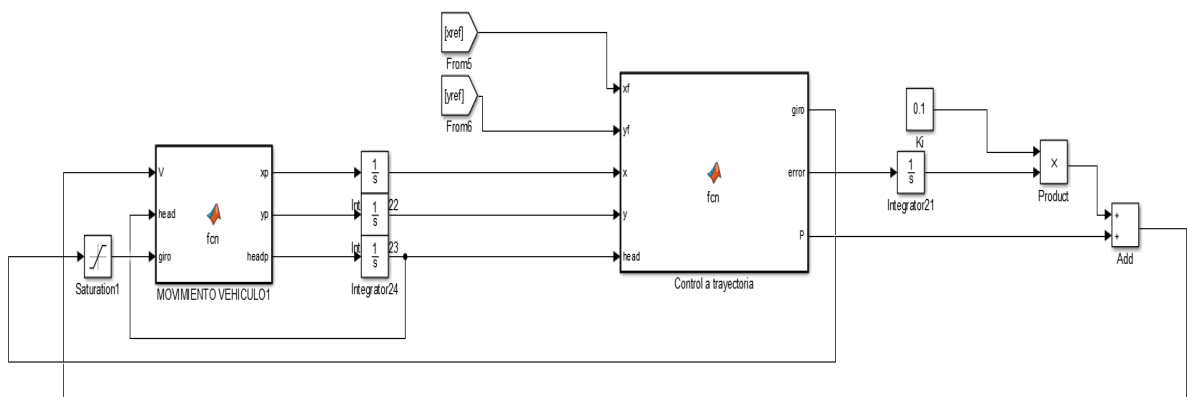 [xref]
From5
[yref]
From6
V
head
giro
xp
yp
headp
fcn
MOVIMIENTO VEHICULO1
Saturation1
1
s
Int
22
1
s
Int
23
1
s
Integrator24
xf
yf
x
y
head
giro
error
P
fcn
Control a trayectoria
0.1
Ki
1
s
Integrator21
×
Product
+
+
Add